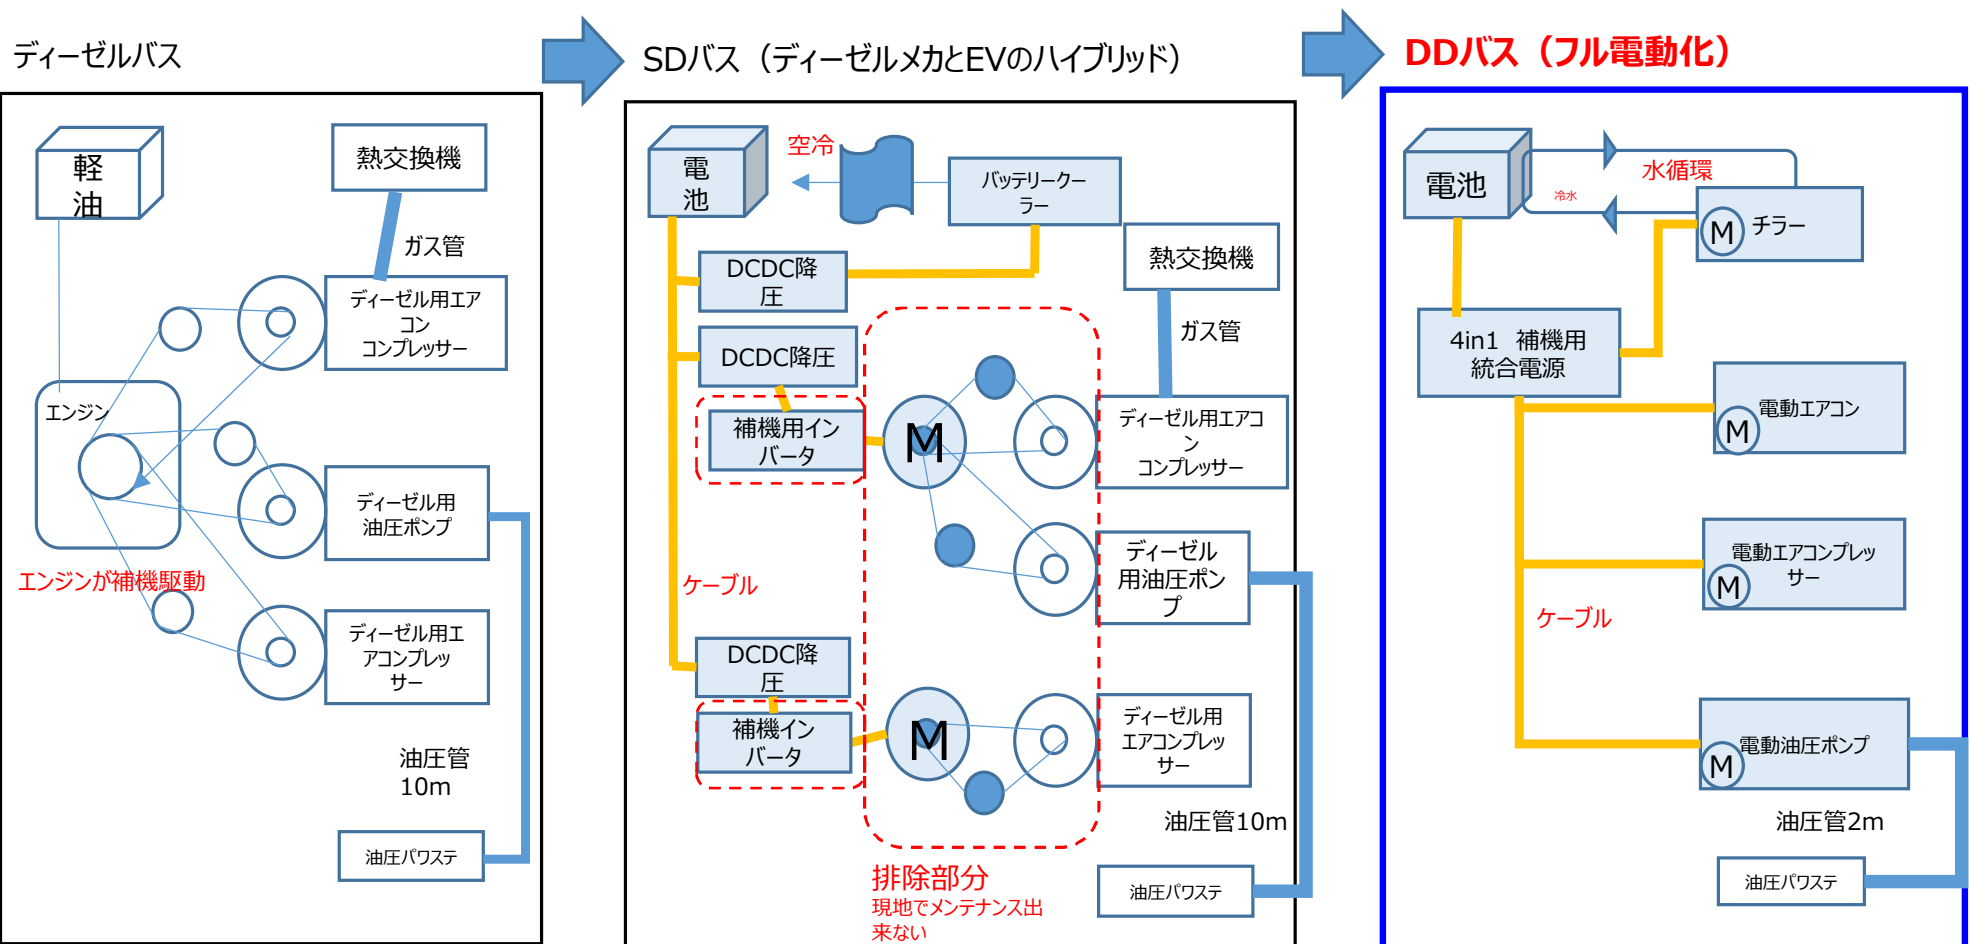 ディーゼルバス
軽
油
熱交換機
ガス管
ディーゼル用エア
コン
コンプレッサー
エンジン
ディーゼル用
油圧ポンプ
エンジンが補機駆動
ディーゼル用エ
アコンプレッ
サー
油圧管
10m
油圧パワステ
SDバス（ディーゼルメカとEVのハイブリッド）
電
池
空冷
バッテリークー
ラー
DCDC降
圧
熱交換機
DCDC降圧
ガス管
補機用イン
バータ
M
ディーゼル用エアコ
ン
コンプレッサー
ディーゼル
用油圧ポン
プ
ケーブル
DCDC降
圧
補機イン
バータ
M
ディーゼル用
エアコンプレッ
サー
油圧管10m
排除部分
現地でメンテナンス出
来ない
油圧パワステ
DDバス（フル電動化）
電池
水循環
冷水
M
チラー
4in1 補機用
統合電源
電動エアコン
M
電動エアコンプレッ
サー
M
ケーブル
電動油圧ポンプ
M
油圧管2m
油圧パワステ